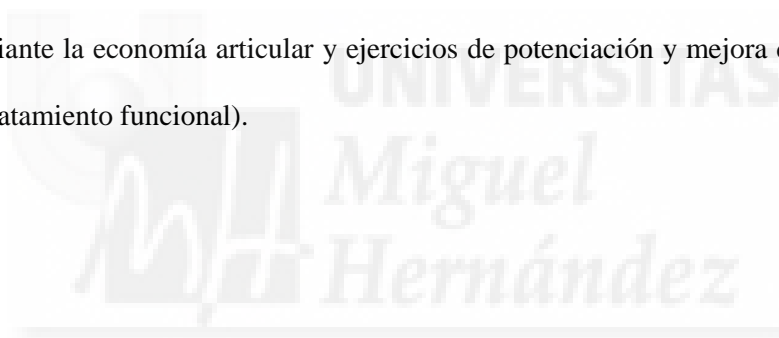 iante la economía articular y ejercicios de potenciación y mejora
atamiento funcional).
UNIVERSITAS
Miguel
Hernández